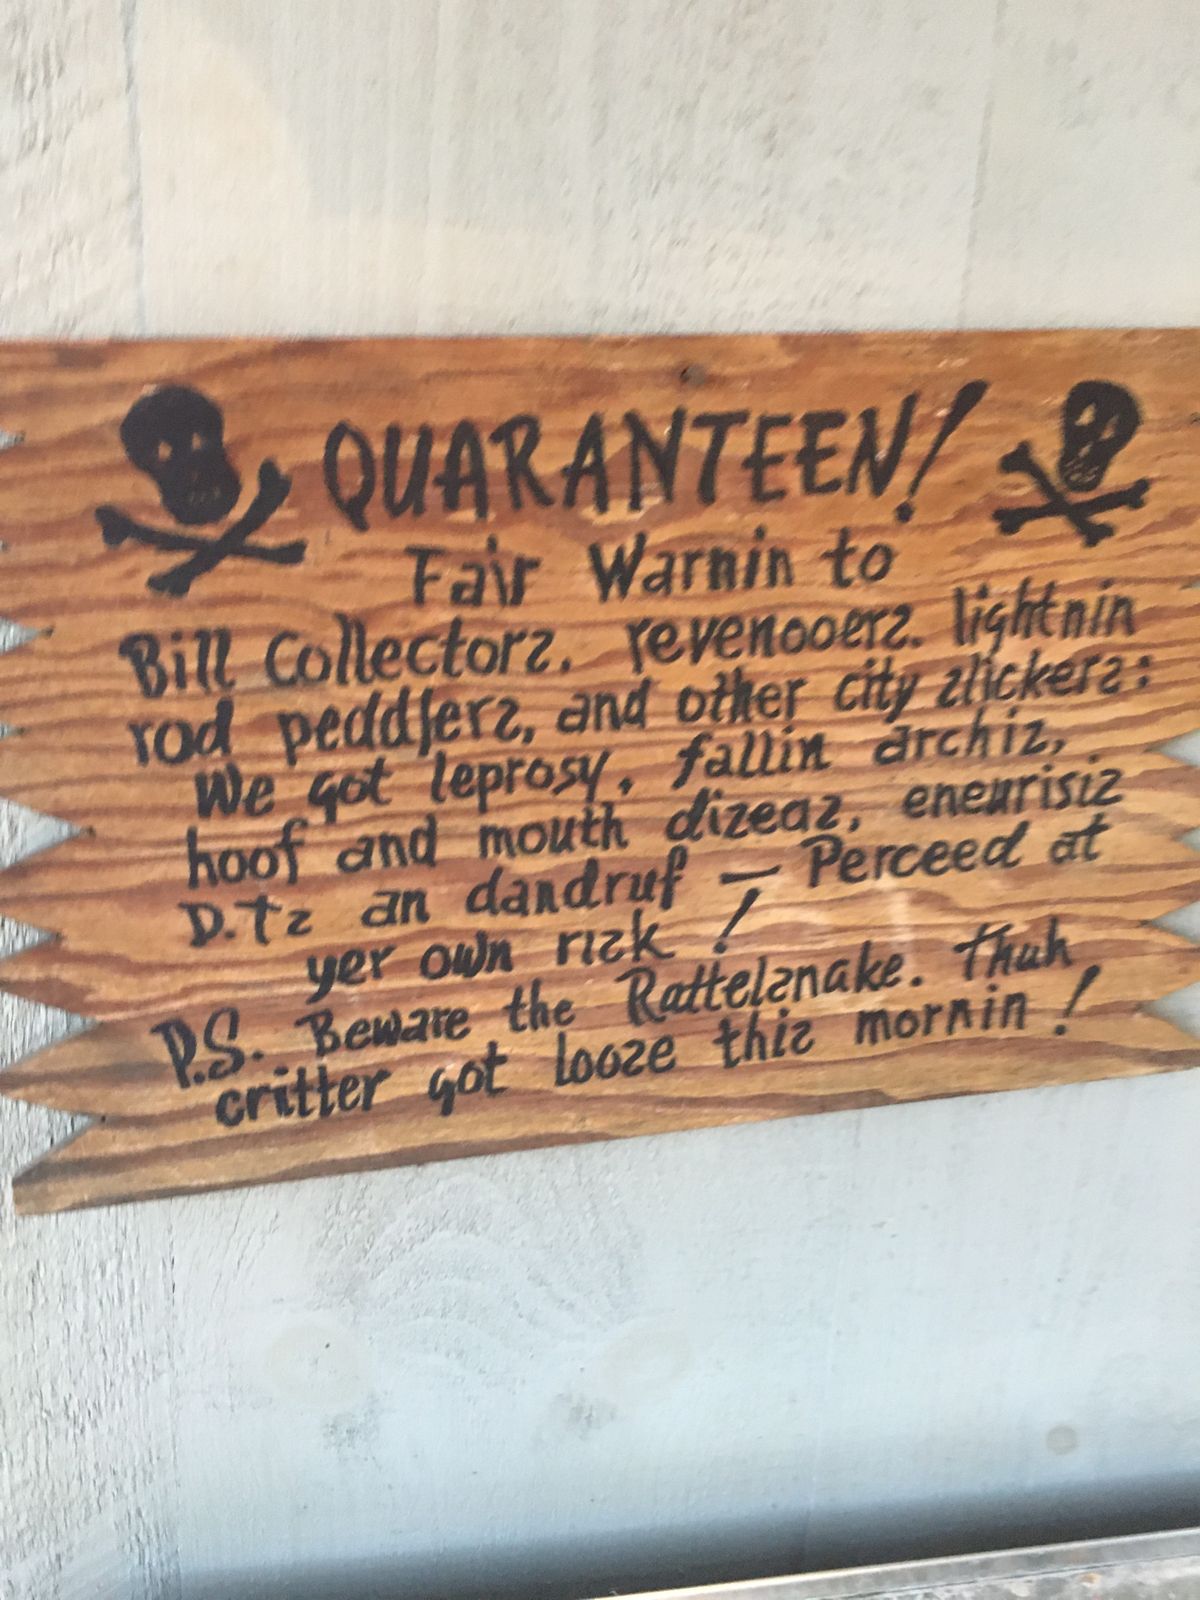 QUARANTEEN!
Fair Warnin to
Bill Collectorz. revenooerz. lightnin
rod peddlerz, and other city zlickerz:
We got leprosy, fallin archiz,
hoof and mouth dizeaz, eneurisiz
D.Tz an dandruf — Perceed at
yer own rizk!
P.S. Beware the Rattelznake. Thuh
critter got looze thiz mornin!